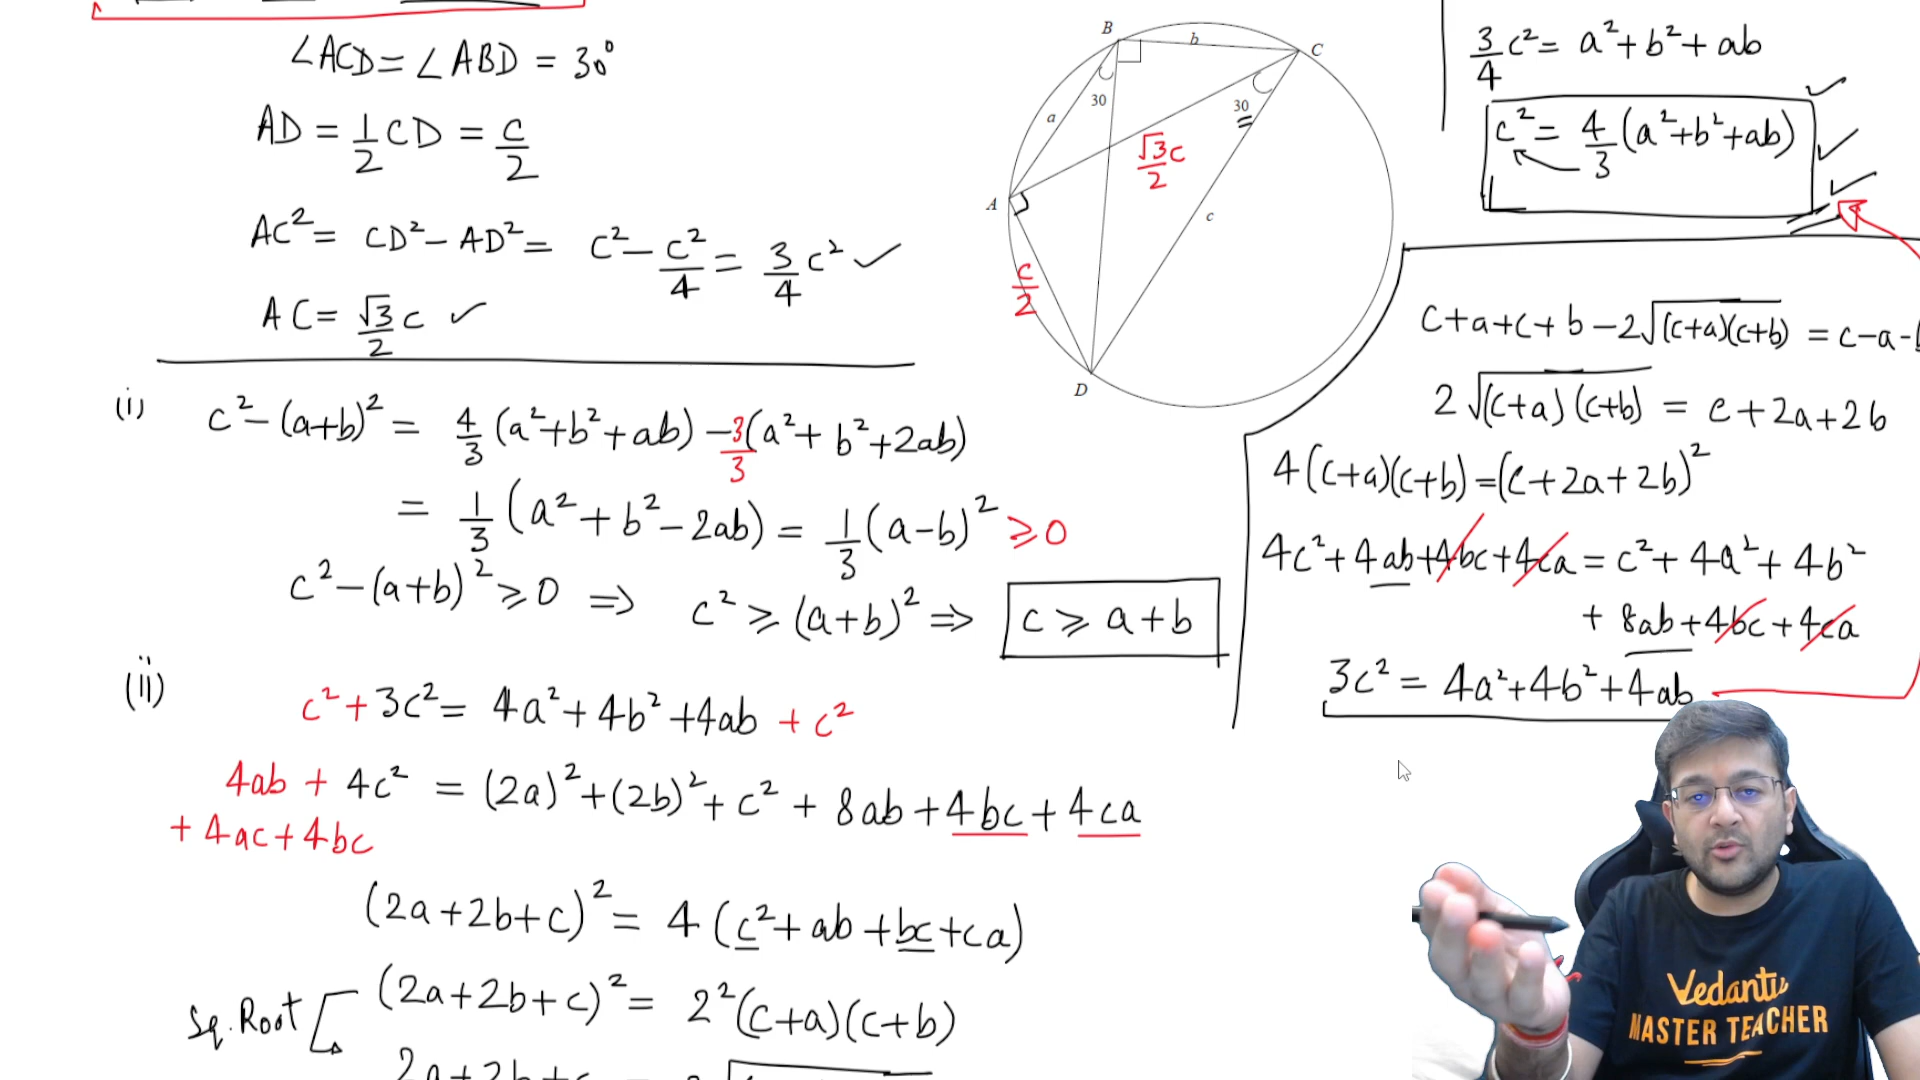 ∠ACD = ∠ABD = 30°
AD = 1/2 CD = c/2
AC² = CD² − AD² = c² − c²/4 = 3/4 c² ✓
AC = √3/2 c ✓
(i) c² − (a+b)² = 4/3 (a²+b²+ab) − 3/3 (a²+b²+2ab)
= 1/3 (a²+b²−2ab) = 1/3 (a−b)² ⩾ 0
c² − (a+b)² ⩾ 0 ⇒ c² ⩾ (a+b)² ⇒ c ⩾ a+b
(ii)
c² + 3c² = 4a² + 4b² + 4ab + c²
4ab + 4c² = (2a)² + (2b)² + c² + 8ab + 4bc + 4ca
+ 4ac + 4bc
(2a+2b+c)² = 4 (c² + ab + bc + ca)
Sq. Root (2a+2b+c)² = 2² (c+a)(c+b)
2a+2b+c
B
b
C
30
30
a
√3/2 c
A
c
c/2
D
3/4 c² = a² + b² + ab
c² = 4/3 (a²+b²+ab) ✓ ✓ ✓
c+a+c+b − 2√(c+a)(c+b) = c−a−
2√(c+a)(c+b) = c+2a+2b
4(c+a)(c+b) = (c+2a+2b)²
4c² + 4ab + 4bc + 4ca = c² + 4a² + 4b²
+ 8ab + 4bc + 4ca
3c² = 4a² + 4b² + 4ab
Vedantu
MASTER TEACHER